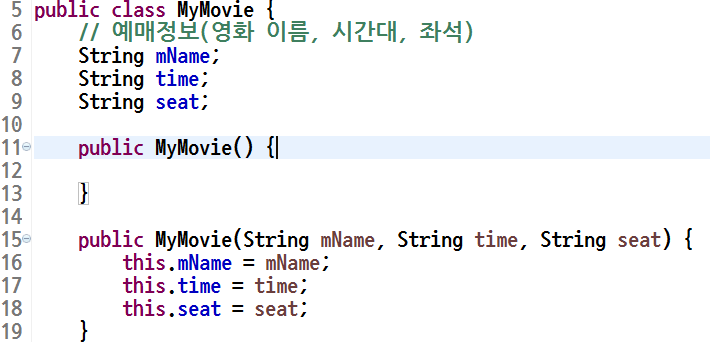 5 public class MyMovie {
6 // 예매정보(영화 이름, 시간대, 좌석)
7 String mName;
8 String time;
9 String seat;
10
11 public MyMovie() {
12
13 }
14
15 public MyMovie(String mName, String time, String seat) {
16 this.mName = mName;
17 this.time = time;
18 this.seat = seat;
19 }